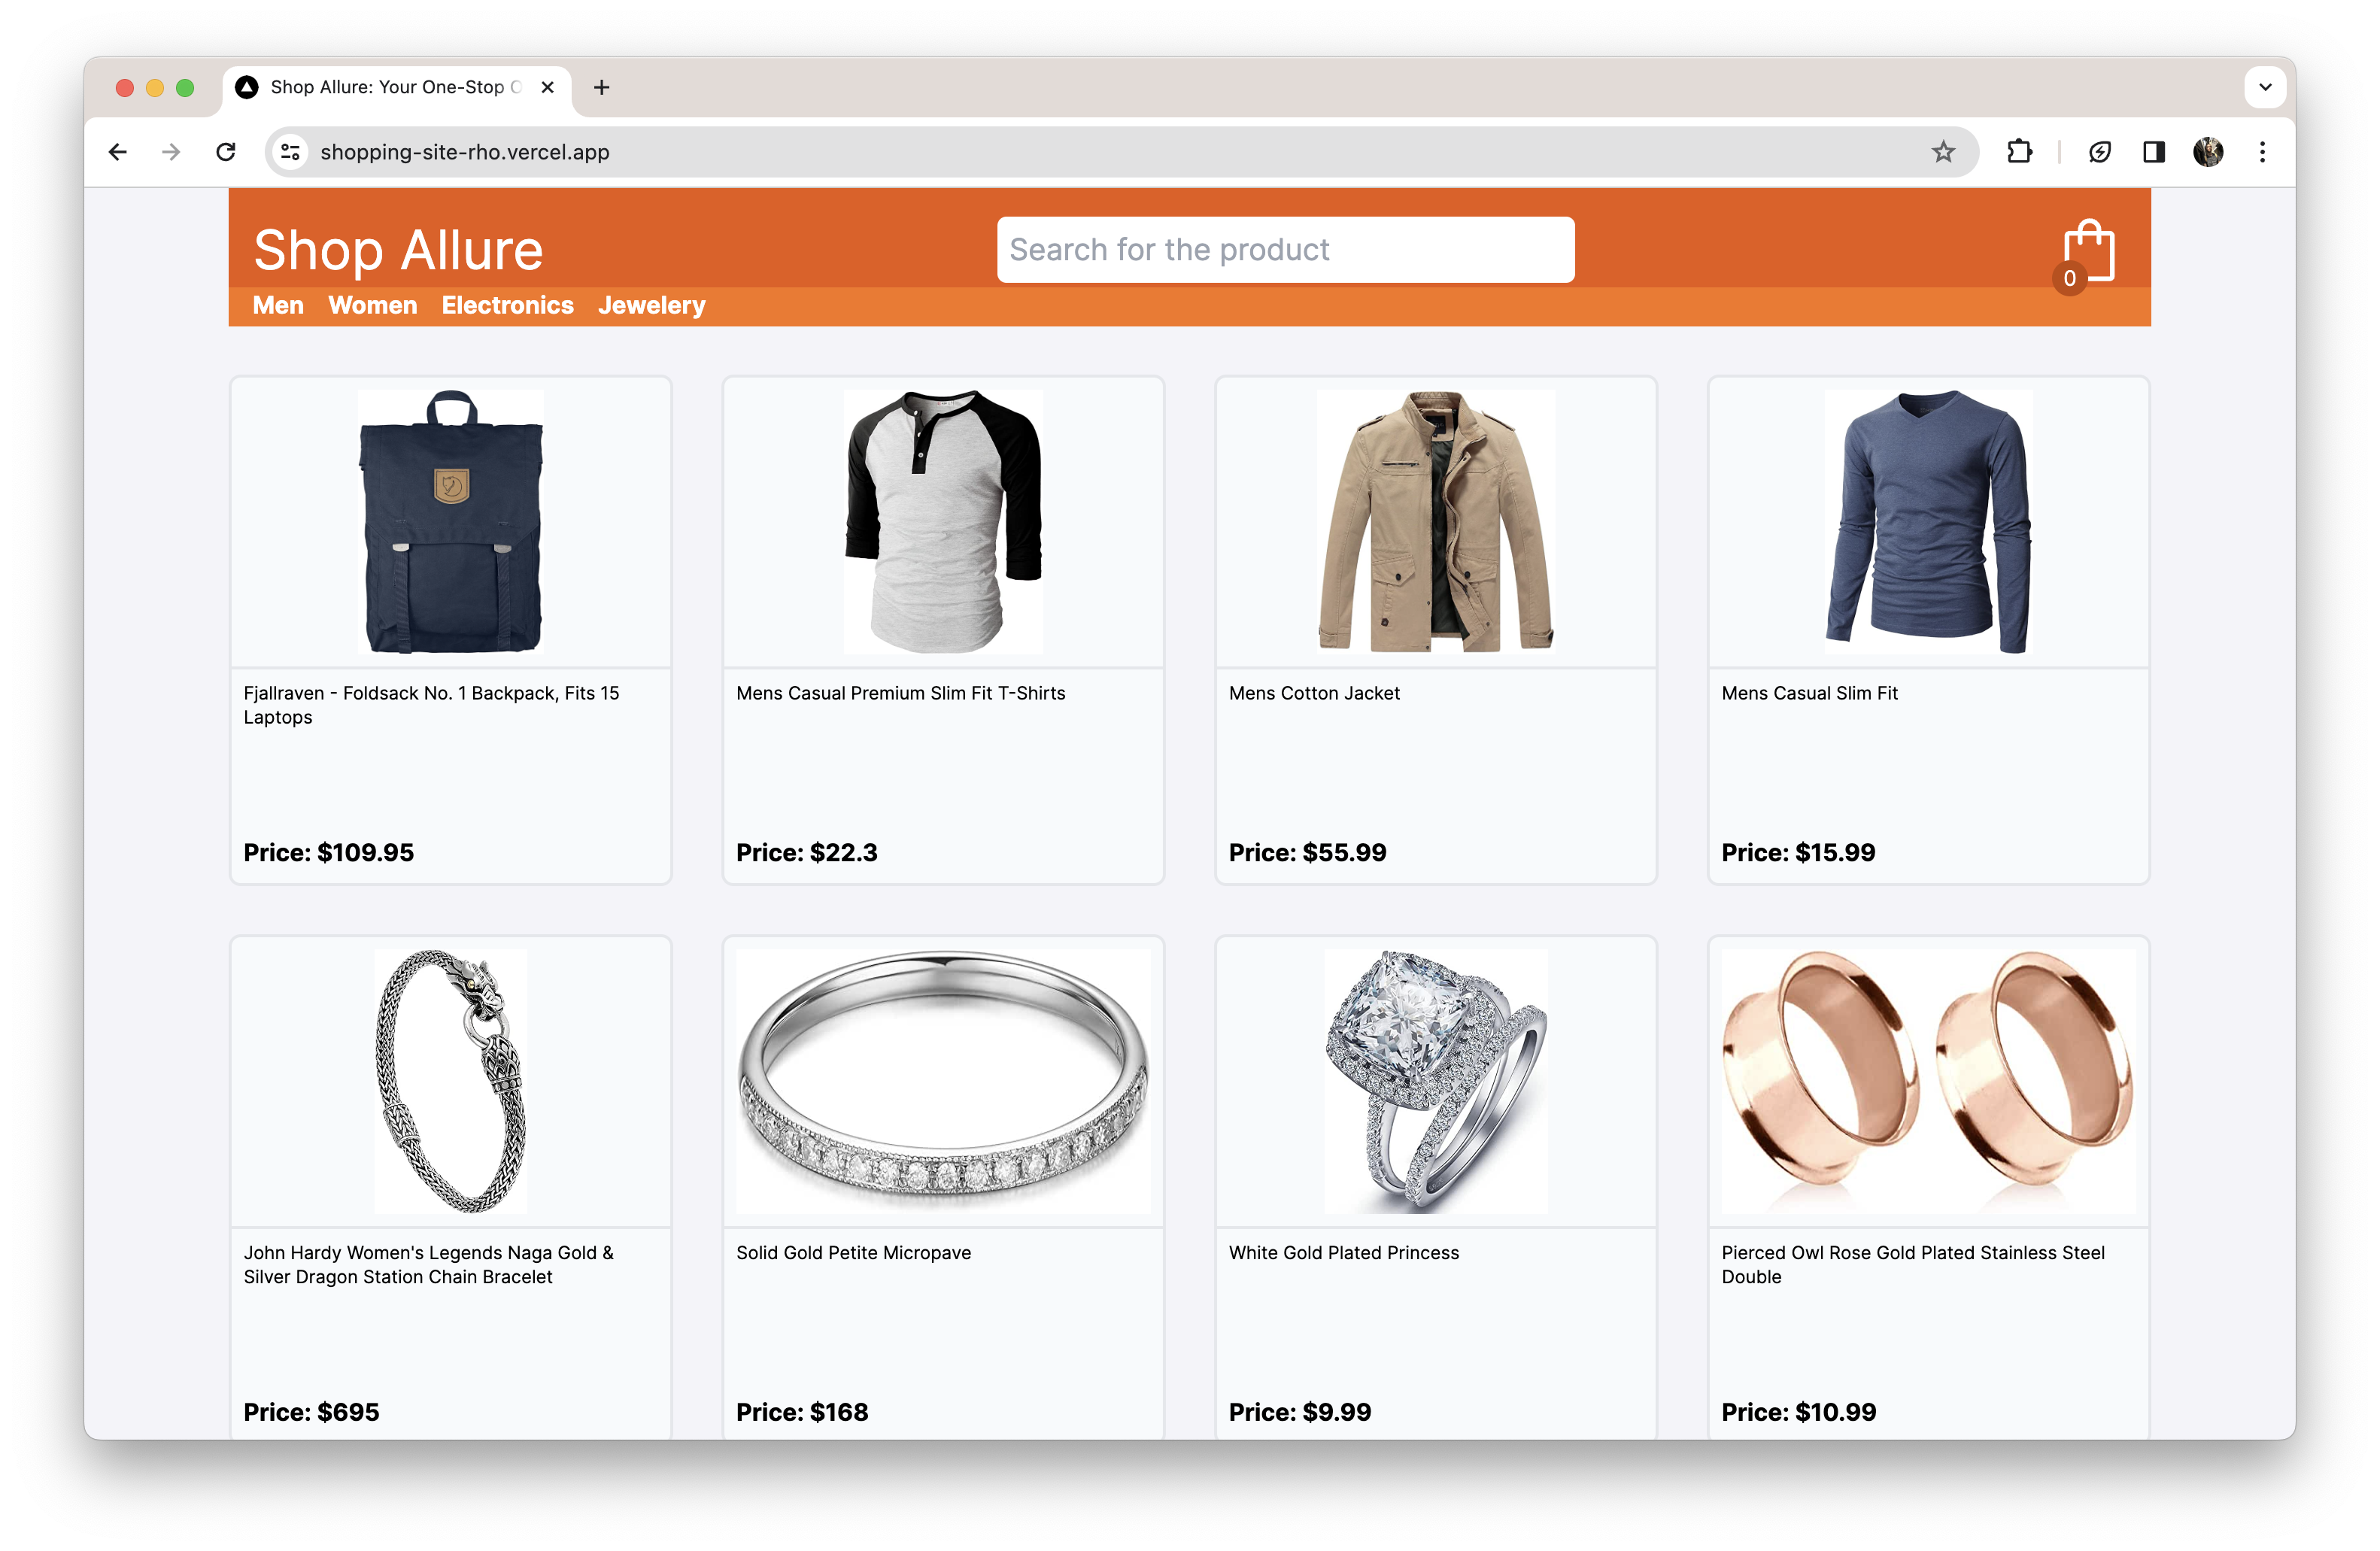 Shop Allure: Your One-Stop
shopping-site-rho.vercel.app
Shop Allure
Search for the product
0
Men Women Electronics Jewelery
Fjallraven - Foldsack No. 1 Backpack, Fits 15
Laptops
Price: $109.95
Mens Casual Premium Slim Fit T-Shirts
Price: $22.3
Mens Cotton Jacket
Price: $55.99
Mens Casual Slim Fit
Price: $15.99
John Hardy Women's Legends Naga Gold &
Silver Dragon Station Chain Bracelet
Price: $695
Solid Gold Petite Micropave
Price: $168
White Gold Plated Princess
Price: $9.99
Pierced Owl Rose Gold Plated Stainless Steel
Double
Price: $10.99